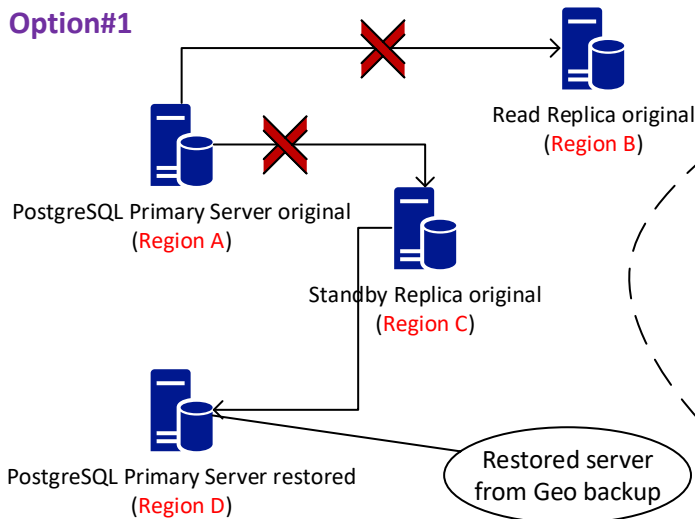 Option#1
Read Replica original
(Region B)
PostgreSQL Primary Server original
(Region A)
Standby Replica original
(Region C)
PostgreSQL Primary Server restored
(Region D)
Restored server
from Geo backup